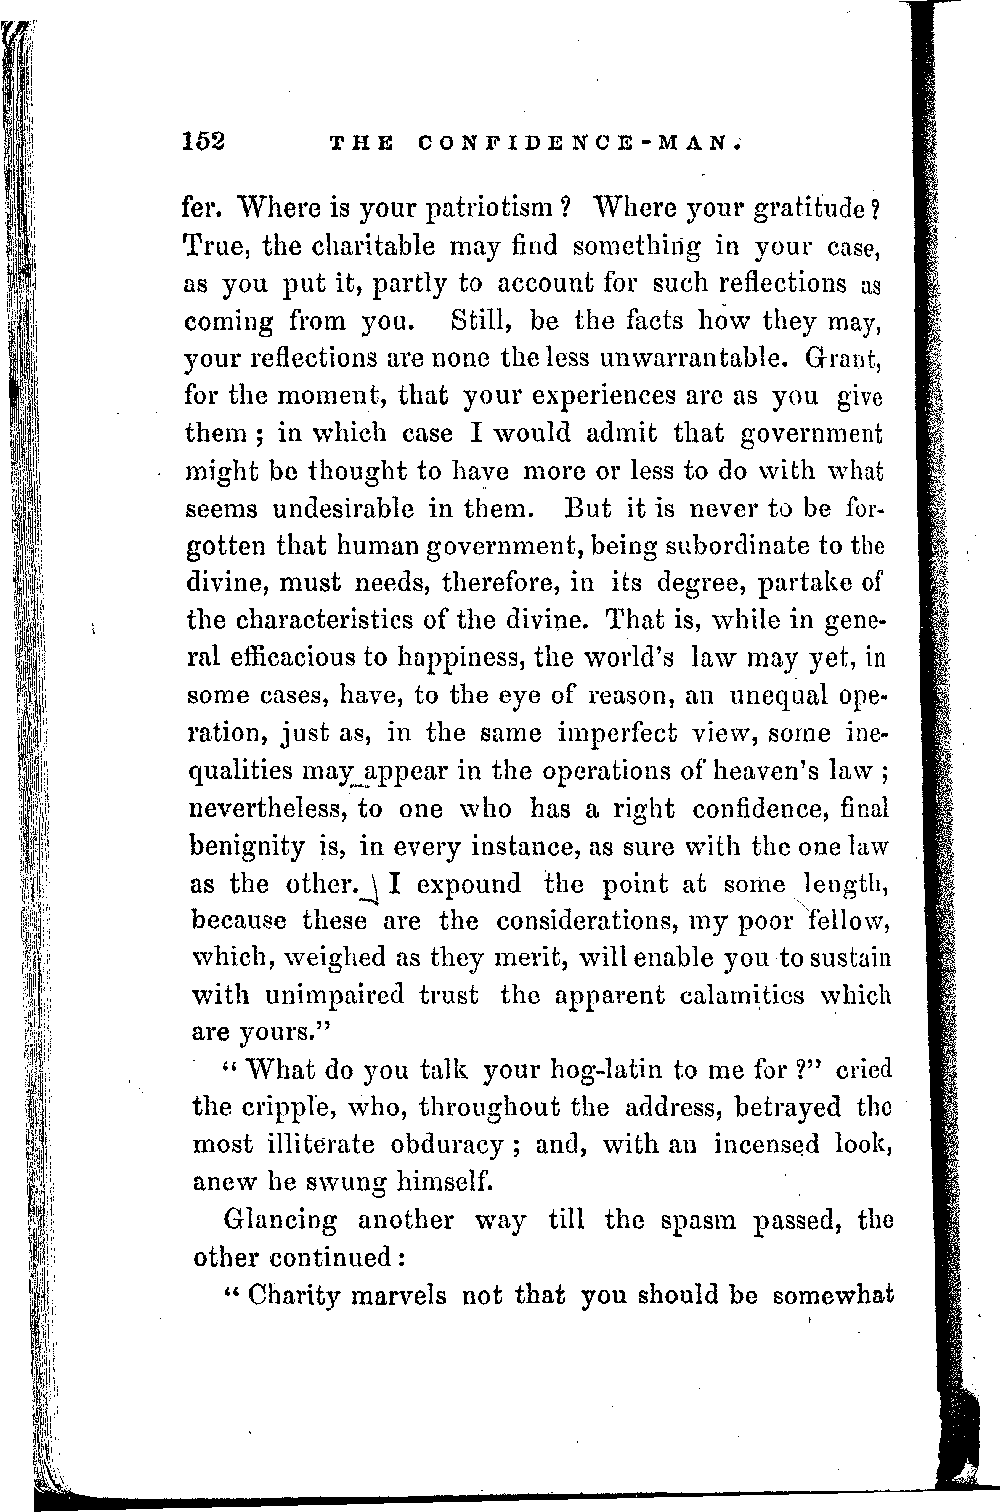 152 THE CONFIDENCE-MAN.
fer. Where is your patriotism? Where your gratitude?
True, the charitable may find something in your case,
as you put it, partly to account for such reflections as
coming from you. Still, be the facts how they may,
your reflections are none the less unwarrantable. Grant,
for the moment, that your experiences are as you give
them; in which case I would admit that government
might be thought to have more or less to do with what
seems undesirable in them. But it is never to be for-
gotten that human government, being subordinate to the
divine, must needs, therefore, in its degree, partake of
the characteristics of the divine. That is, while in gene-
ral efficacious to happiness, the world's law may yet, in
some cases, have, to the eye of reason, an unequal ope-
ration, just as, in the same imperfect view, some ine-
qualities may appear in the operations of heaven's law;
nevertheless, to one who has a right confidence, final
benignity is, in every instance, as sure with the one law
as the other. I expound the point at some length,
because these are the considerations, my poor fellow,
which, weighed as they merit, will enable you to sustain
with unimpaired trust the apparent calamities which
are yours."
"What do you talk your hog-latin to me for?" cried
the cripple, who, throughout the address, betrayed the
most illiterate obduracy; and, with an incensed look,
anew he swung himself.
Glancing another way till the spasm passed, the
other continued:
"Charity marvels not that you should be somewhat